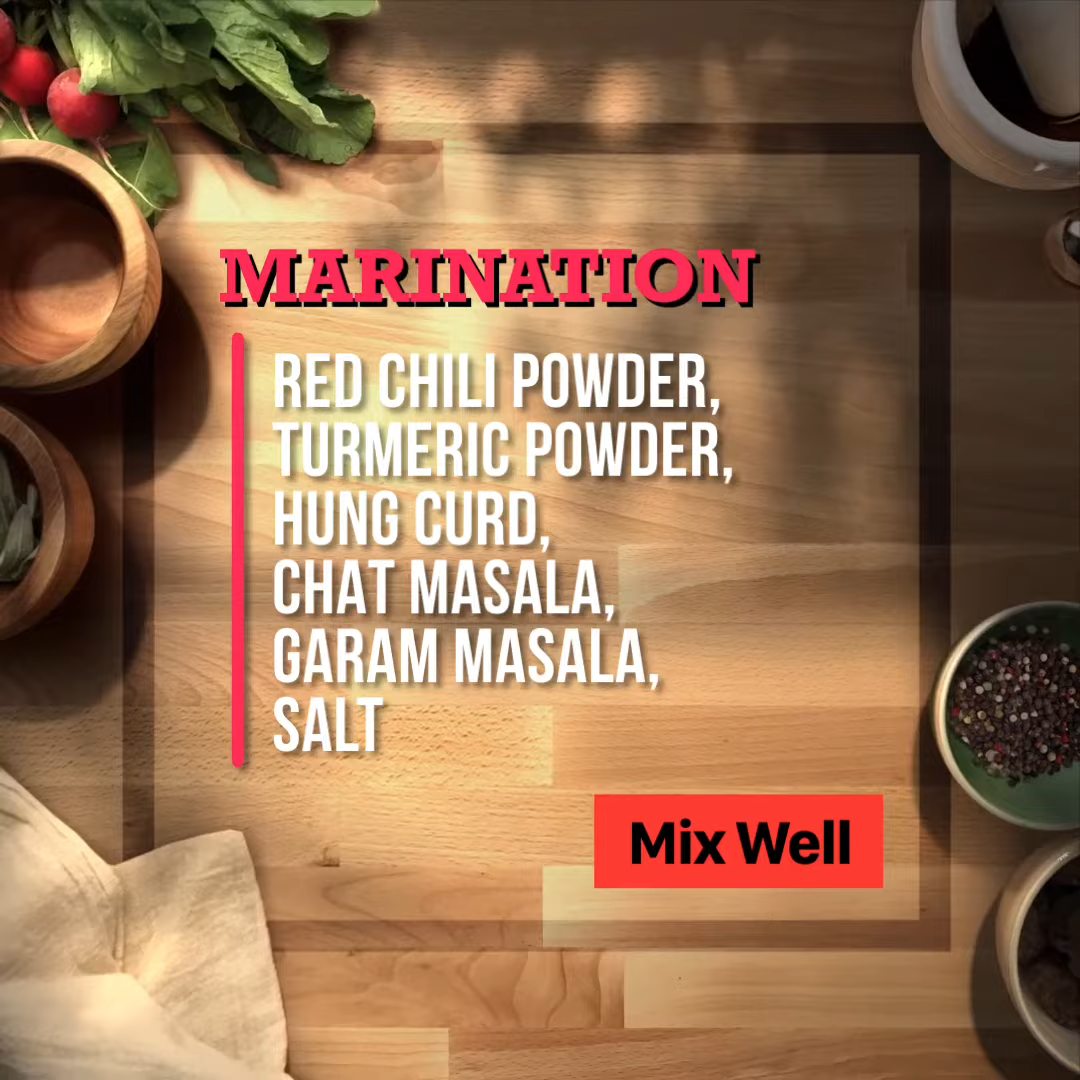 MARINATION
RED CHILI POWDER,
TURMERIC POWDER,
HUNG CURD,
CHAT MASALA,
GARAM MASALA,
SALT
Mix Well